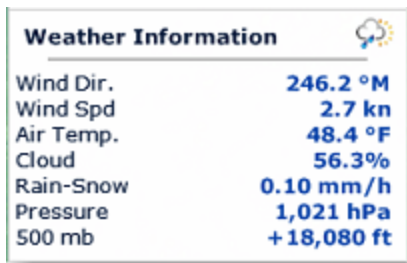 Weather Information
Wind Dir. 246.2 °M
Wind Spd 2.7 kn
Air Temp. 48.4 °F
Cloud 56.3%
Rain-Snow 0.10 mm/h
Pressure 1,021 hPa
500 mb +18,080 ft